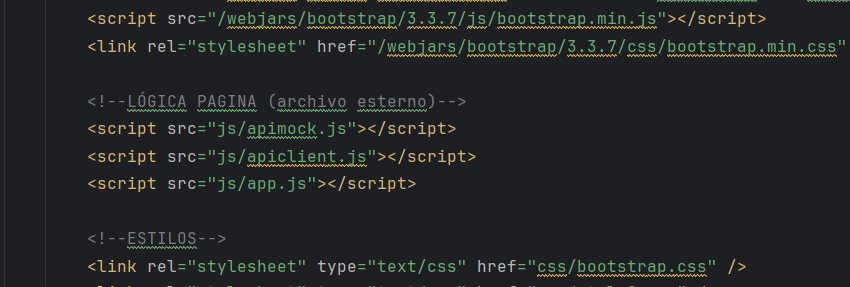 <script src="/webjars/bootstrap/3.3.7/js/bootstrap.min.js"></script>
<link rel="stylesheet" href="/webjars/bootstrap/3.3.7/css/bootstrap.min.css"
<!--LÓGICA PAGINA (archivo esterno)-->
<script src="js/apimock.js"></script>
<script src="js/apiclient.js"></script>
<script src="js/app.js"></script>
<!--ESTILOS-->
<link rel="stylesheet" type="text/css" href="css/bootstrap.css" />